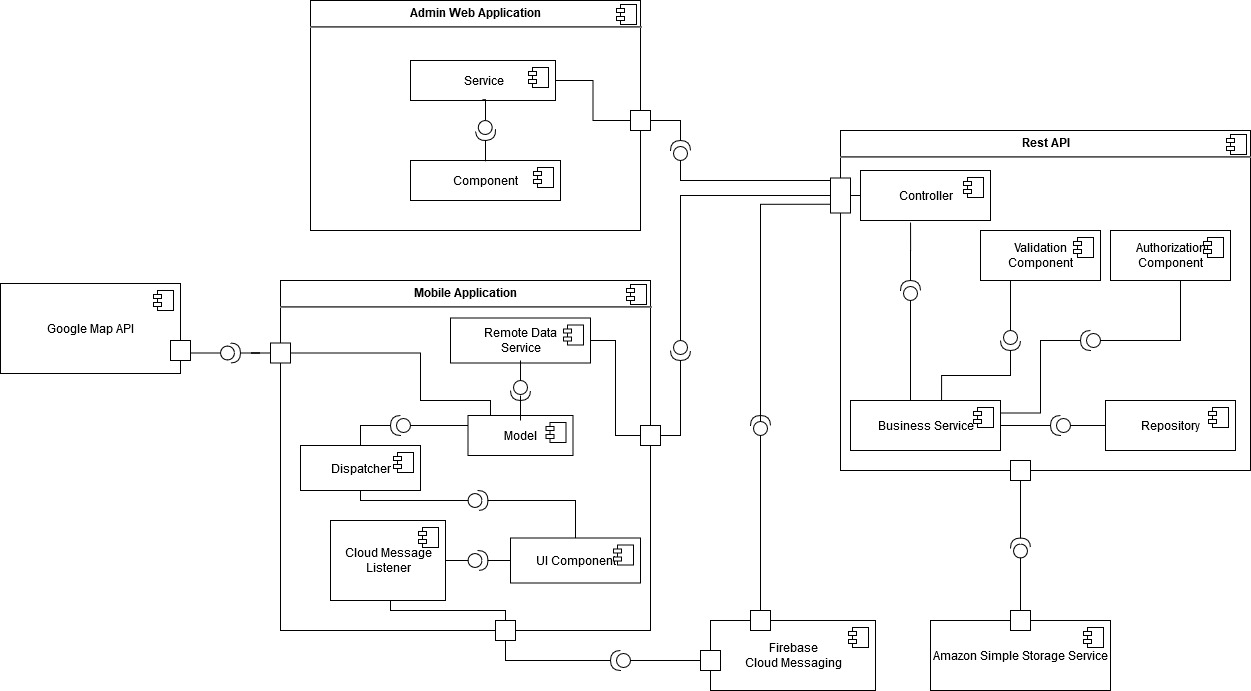 Admin Web Application
Service
Component
Rest API
Controller
Validation
Component
Authorization
Component
Business Service
Repository
Google Map API
Mobile Application
Remote Data
Service
Model
Dispatcher
Cloud Message
Listener
UI Component
Firebase
Cloud Messaging
Amazon Simple Storage Service